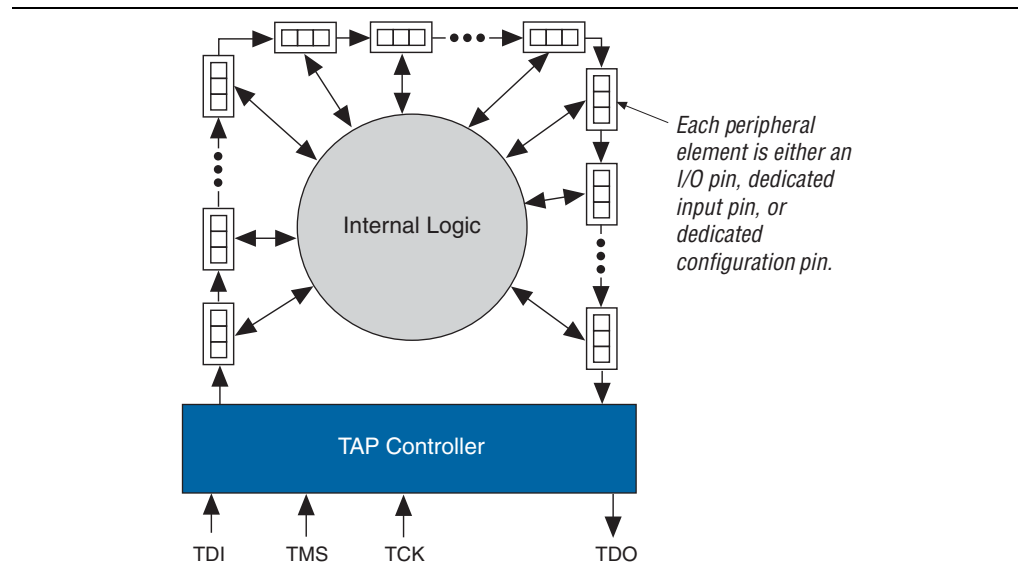 Each peripheral
element is either an
I/O pin, dedicated
input pin, or
dedicated
configuration pin.
Internal Logic
TAP Controller
TDI TMS TCK TDO